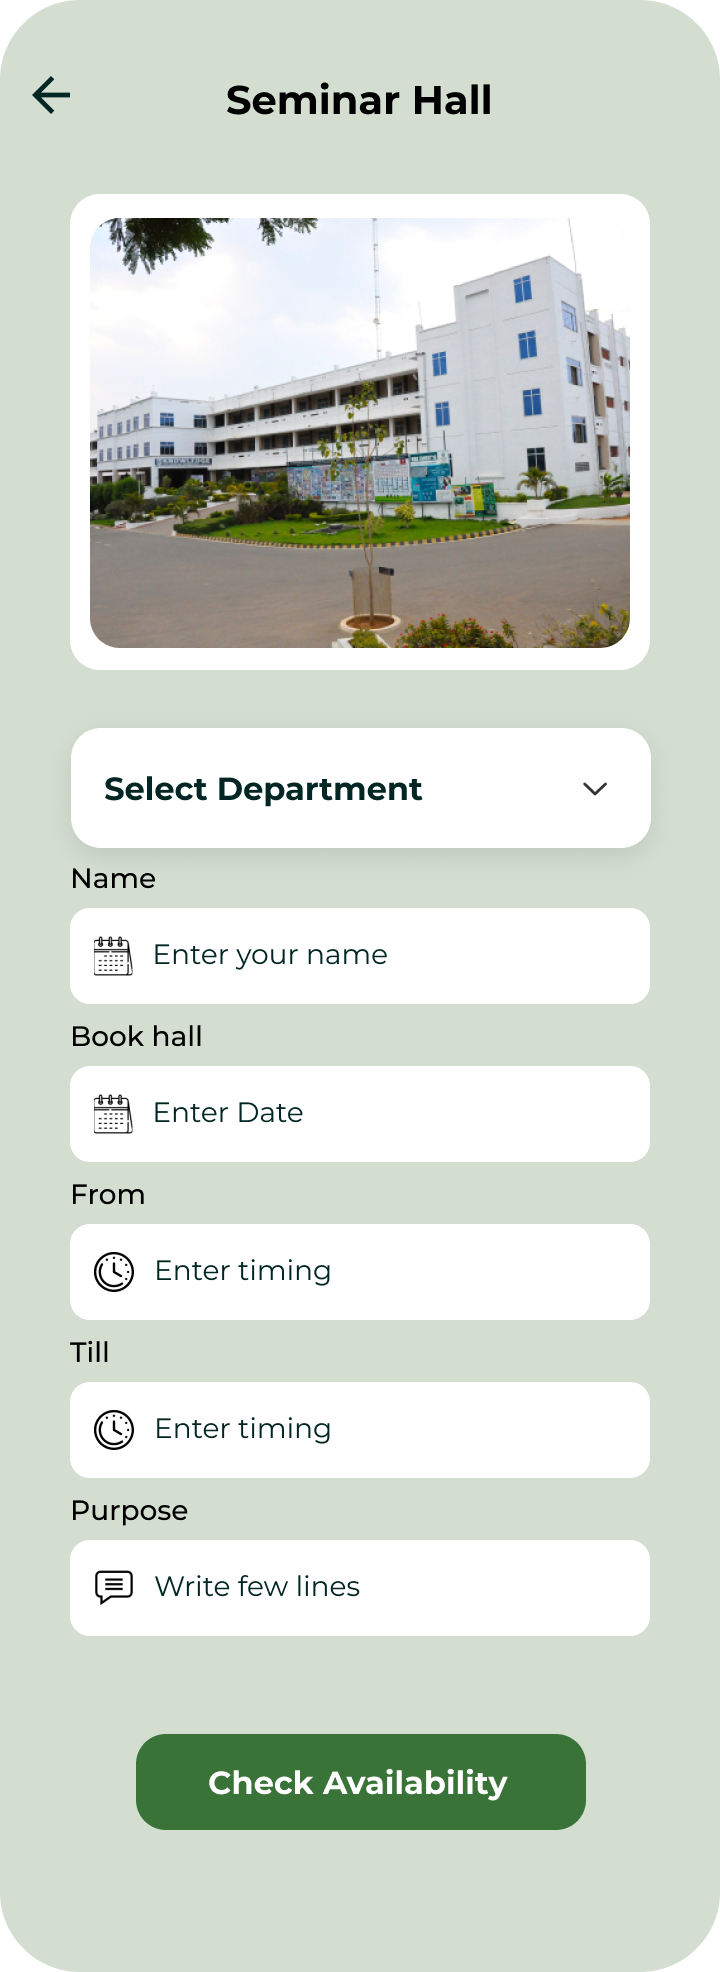 Seminar Hall
Select Department
Name
Enter your name
Book hall
Enter Date
From
Enter timing
Till
Enter timing
Purpose
Write few lines
Check Availability